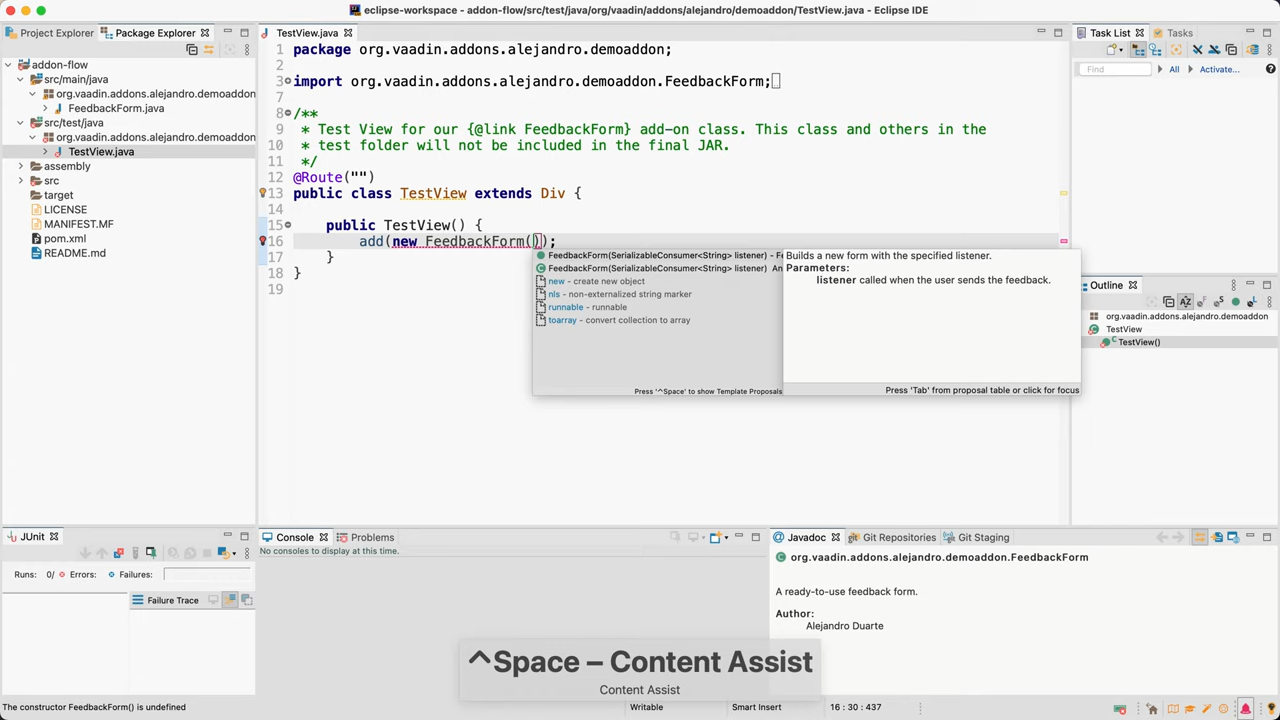 eclipse-workspace - addon-flow/src/test/java/org/vaadin/addons/alejandro/demoaddon/TestView.java - Eclipse IDE
Project Explorer
Package Explorer
addon-flow
src/main/java
org.vaadin.addons.alejandro.demoaddon
FeedbackForm.java
src/test/java
org.vaadin.addons.alejandro.demoaddon
TestView.java
assembly
src
target
LICENSE
MANIFEST.MF
pom.xml
README.md
TestView.java
1 package org.vaadin.addons.alejandro.demoaddon;
2
3 import org.vaadin.addons.alejandro.demoaddon.FeedbackForm;
7
8 /**
9 * Test View for our {@link FeedbackForm} add-on class. This class and others in the
10 * test folder will not be included in the final JAR.
11 */
12 @Route("")
13 public class TestView extends Div {
14
15 public TestView() {
16 add(new FeedbackForm());
17 }
18 }
19
FeedbackForm(SerializableConsumer<String> listener) - Fe
FeedbackForm(SerializableConsumer<String> listener) An
new - create new object
nls - non-externalized string marker
runnable - runnable
toarray - convert collection to array
Press '^Space' to show Template Proposals
Builds a new form with the specified listener.
Parameters:
listener called when the user sends the feedback.
Press 'Tab' from proposal table or click for focus
Task List
Tasks
Find
All
Activate...
Outline
org.vaadin.addons.alejandro.demoaddon
TestView
TestView()
JUnit
Runs: 0/
Errors:
Failures:
Failure Trace
Console
Problems
No consoles to display at this time.
Javadoc
Git Repositories
Git Staging
org.vaadin.addons.alejandro.demoaddon.FeedbackForm
A ready-to-use feedback form.
Author:
Alejandro Duarte
^Space – Content Assist
Content Assist
The constructor FeedbackForm() is undefined
Writable
Smart Insert
16 : 30 : 437